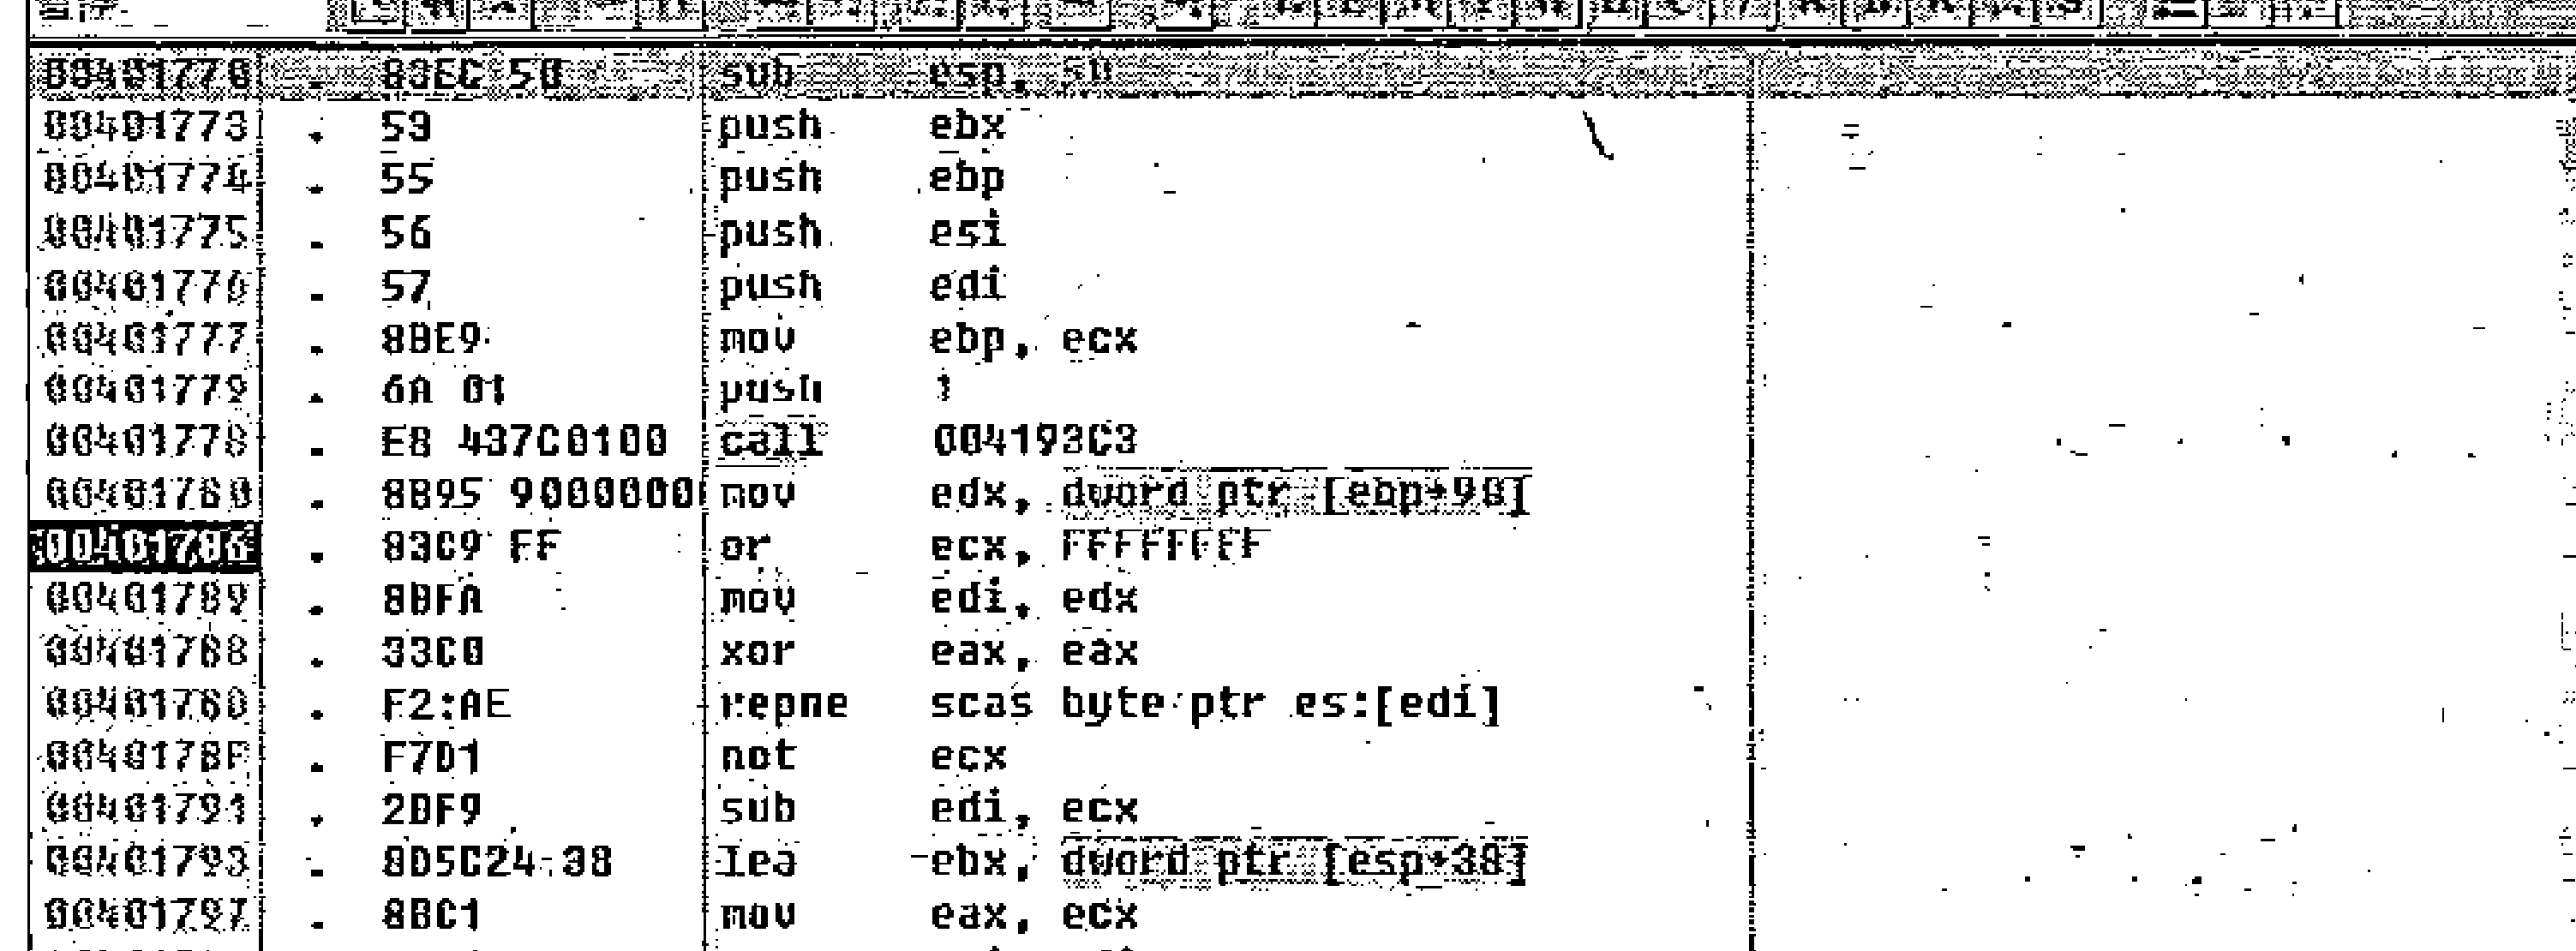 00401770 . 83EC 50 sub esp, 50
00401773 . 53 push ebx
00401774 . 55 push ebp
00401775 . 56 push esi
00401776 . 57 push edi
00401777 . 8BE9 mov ebp, ecx
00401779 . 6A 01 push 1
0040177B . E8 437C0100 call 004193C3
00401780 . 8B95 90000000 mov edx, dword ptr [ebp+90]
00401786 . 83C9 FF or ecx, FFFFFFFF
00401789 . 8BFA mov edi, edx
0040178B . 33C0 xor eax, eax
0040178D . F2:AE repne scas byte ptr es:[edi]
0040178F . F7D1 not ecx
00401791 . 2BF9 sub edi, ecx
00401793 . 8D5C24 38 lea ebx, dword ptr [esp+38]
00401797 . 8BC1 mov eax, ecx